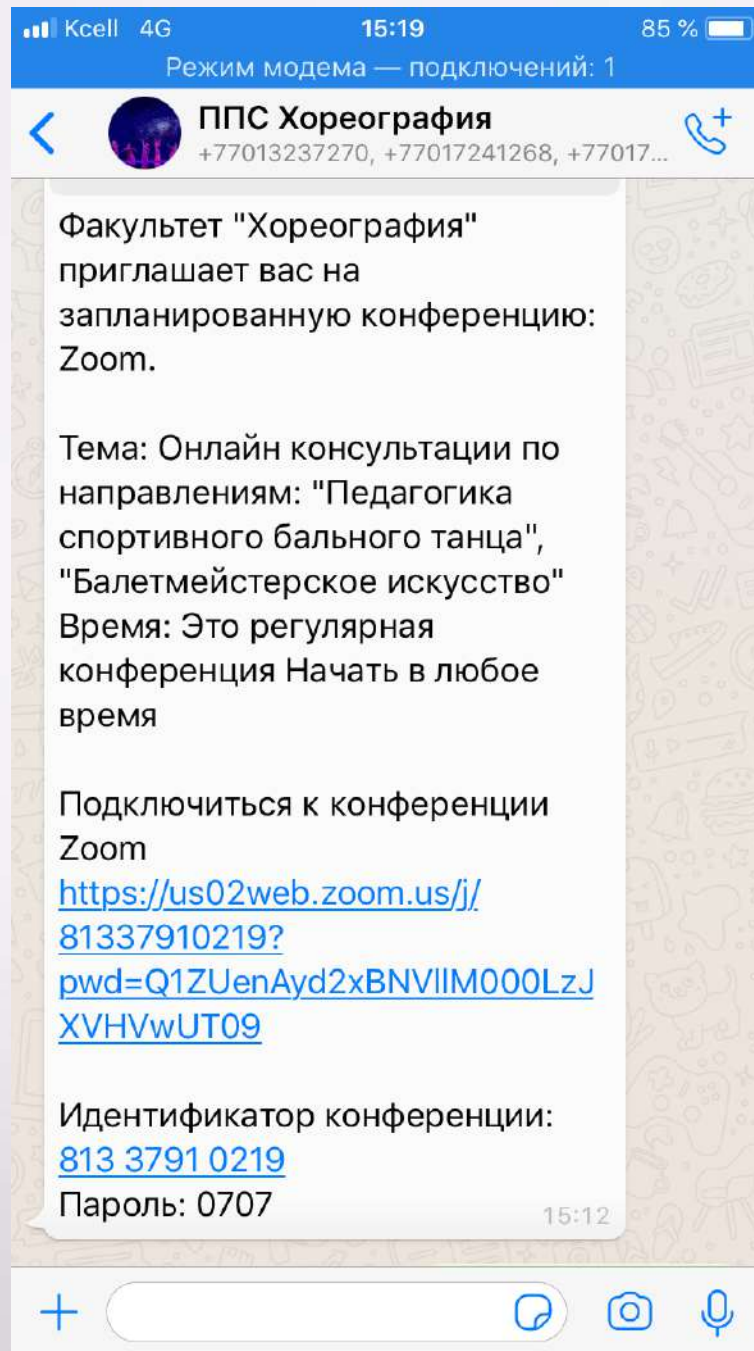 Kcell 4G 15:19 85 %
Режим модема — подключений: 1
ППС Хореография
+77013237270, +77017241268, +77017...
Факультет "Хореография"
приглашает вас на
запланированную конференцию:
Zoom.
Тема: Онлайн консультации по
направлениям: "Педагогика
спортивного бального танца",
"Балетмейстерское искусство"
Время: Это регулярная
конференция Начать в любое
время
Подключиться к конференции
Zoom
https://us02web.zoom.us/j/
81337910219?
pwd=Q1ZUenAyd2xBNVllM000LzJ
XVHVwUT09
Идентификатор конференции:
813 3791 0219
Пароль: 0707
15:12